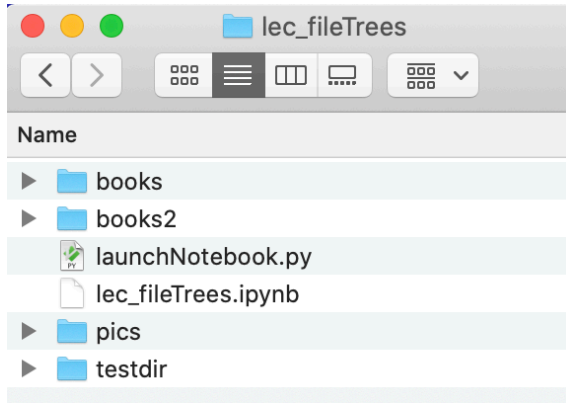 lec_fileTrees
Name
books
books2
launchNotebook.py
lec_fileTrees.ipynb
pics
testdir